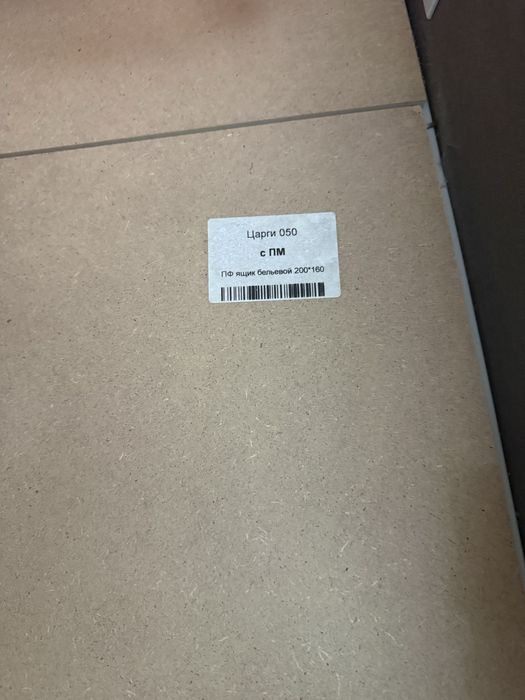 Царги 050
с ПМ
ПФ ящик бельевой 200*160